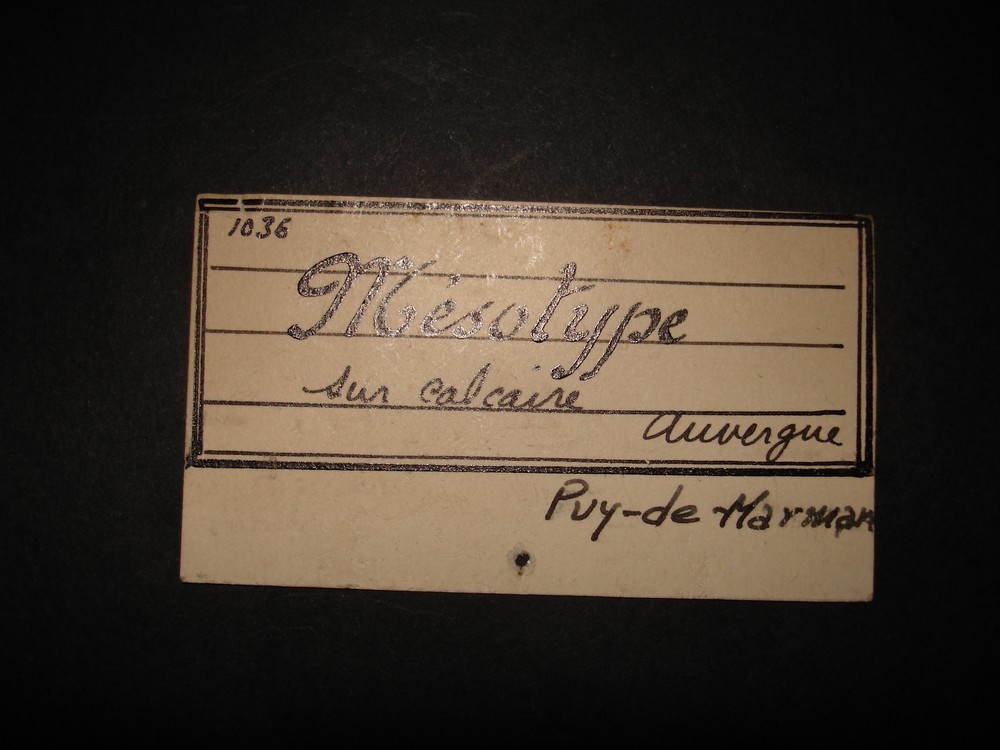 1036
Mésotype
sur calcaire
Auvergne
Puy-de Marman